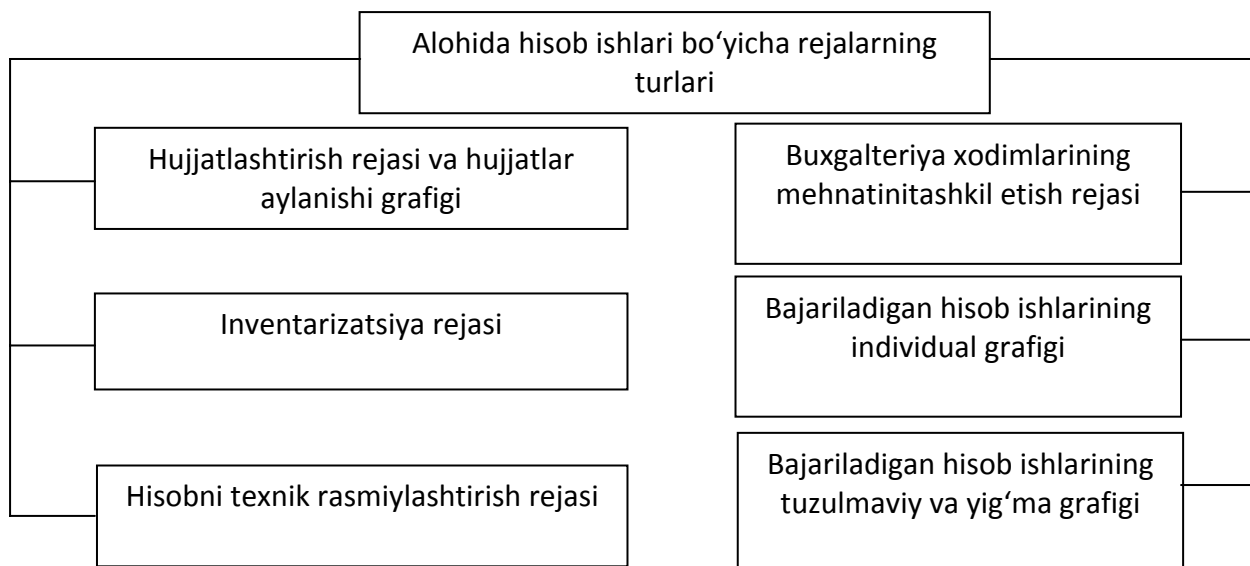 Alohida hisob ishlari bo‘yicha rejalarning
turlari
Hujjatlashtirish rejasi va hujjatlar
aylanishi grafigi
Inventarizatsiya rejasi
Hisobni texnik rasmiylashtirish rejasi
Buxgalteriya xodimlarining
mehnatinitashkil etish rejasi
Bajariladigan hisob ishlarining
individual grafigi
Bajariladigan hisob ishlarining
tuzulmaviy va yig‘ma grafigi